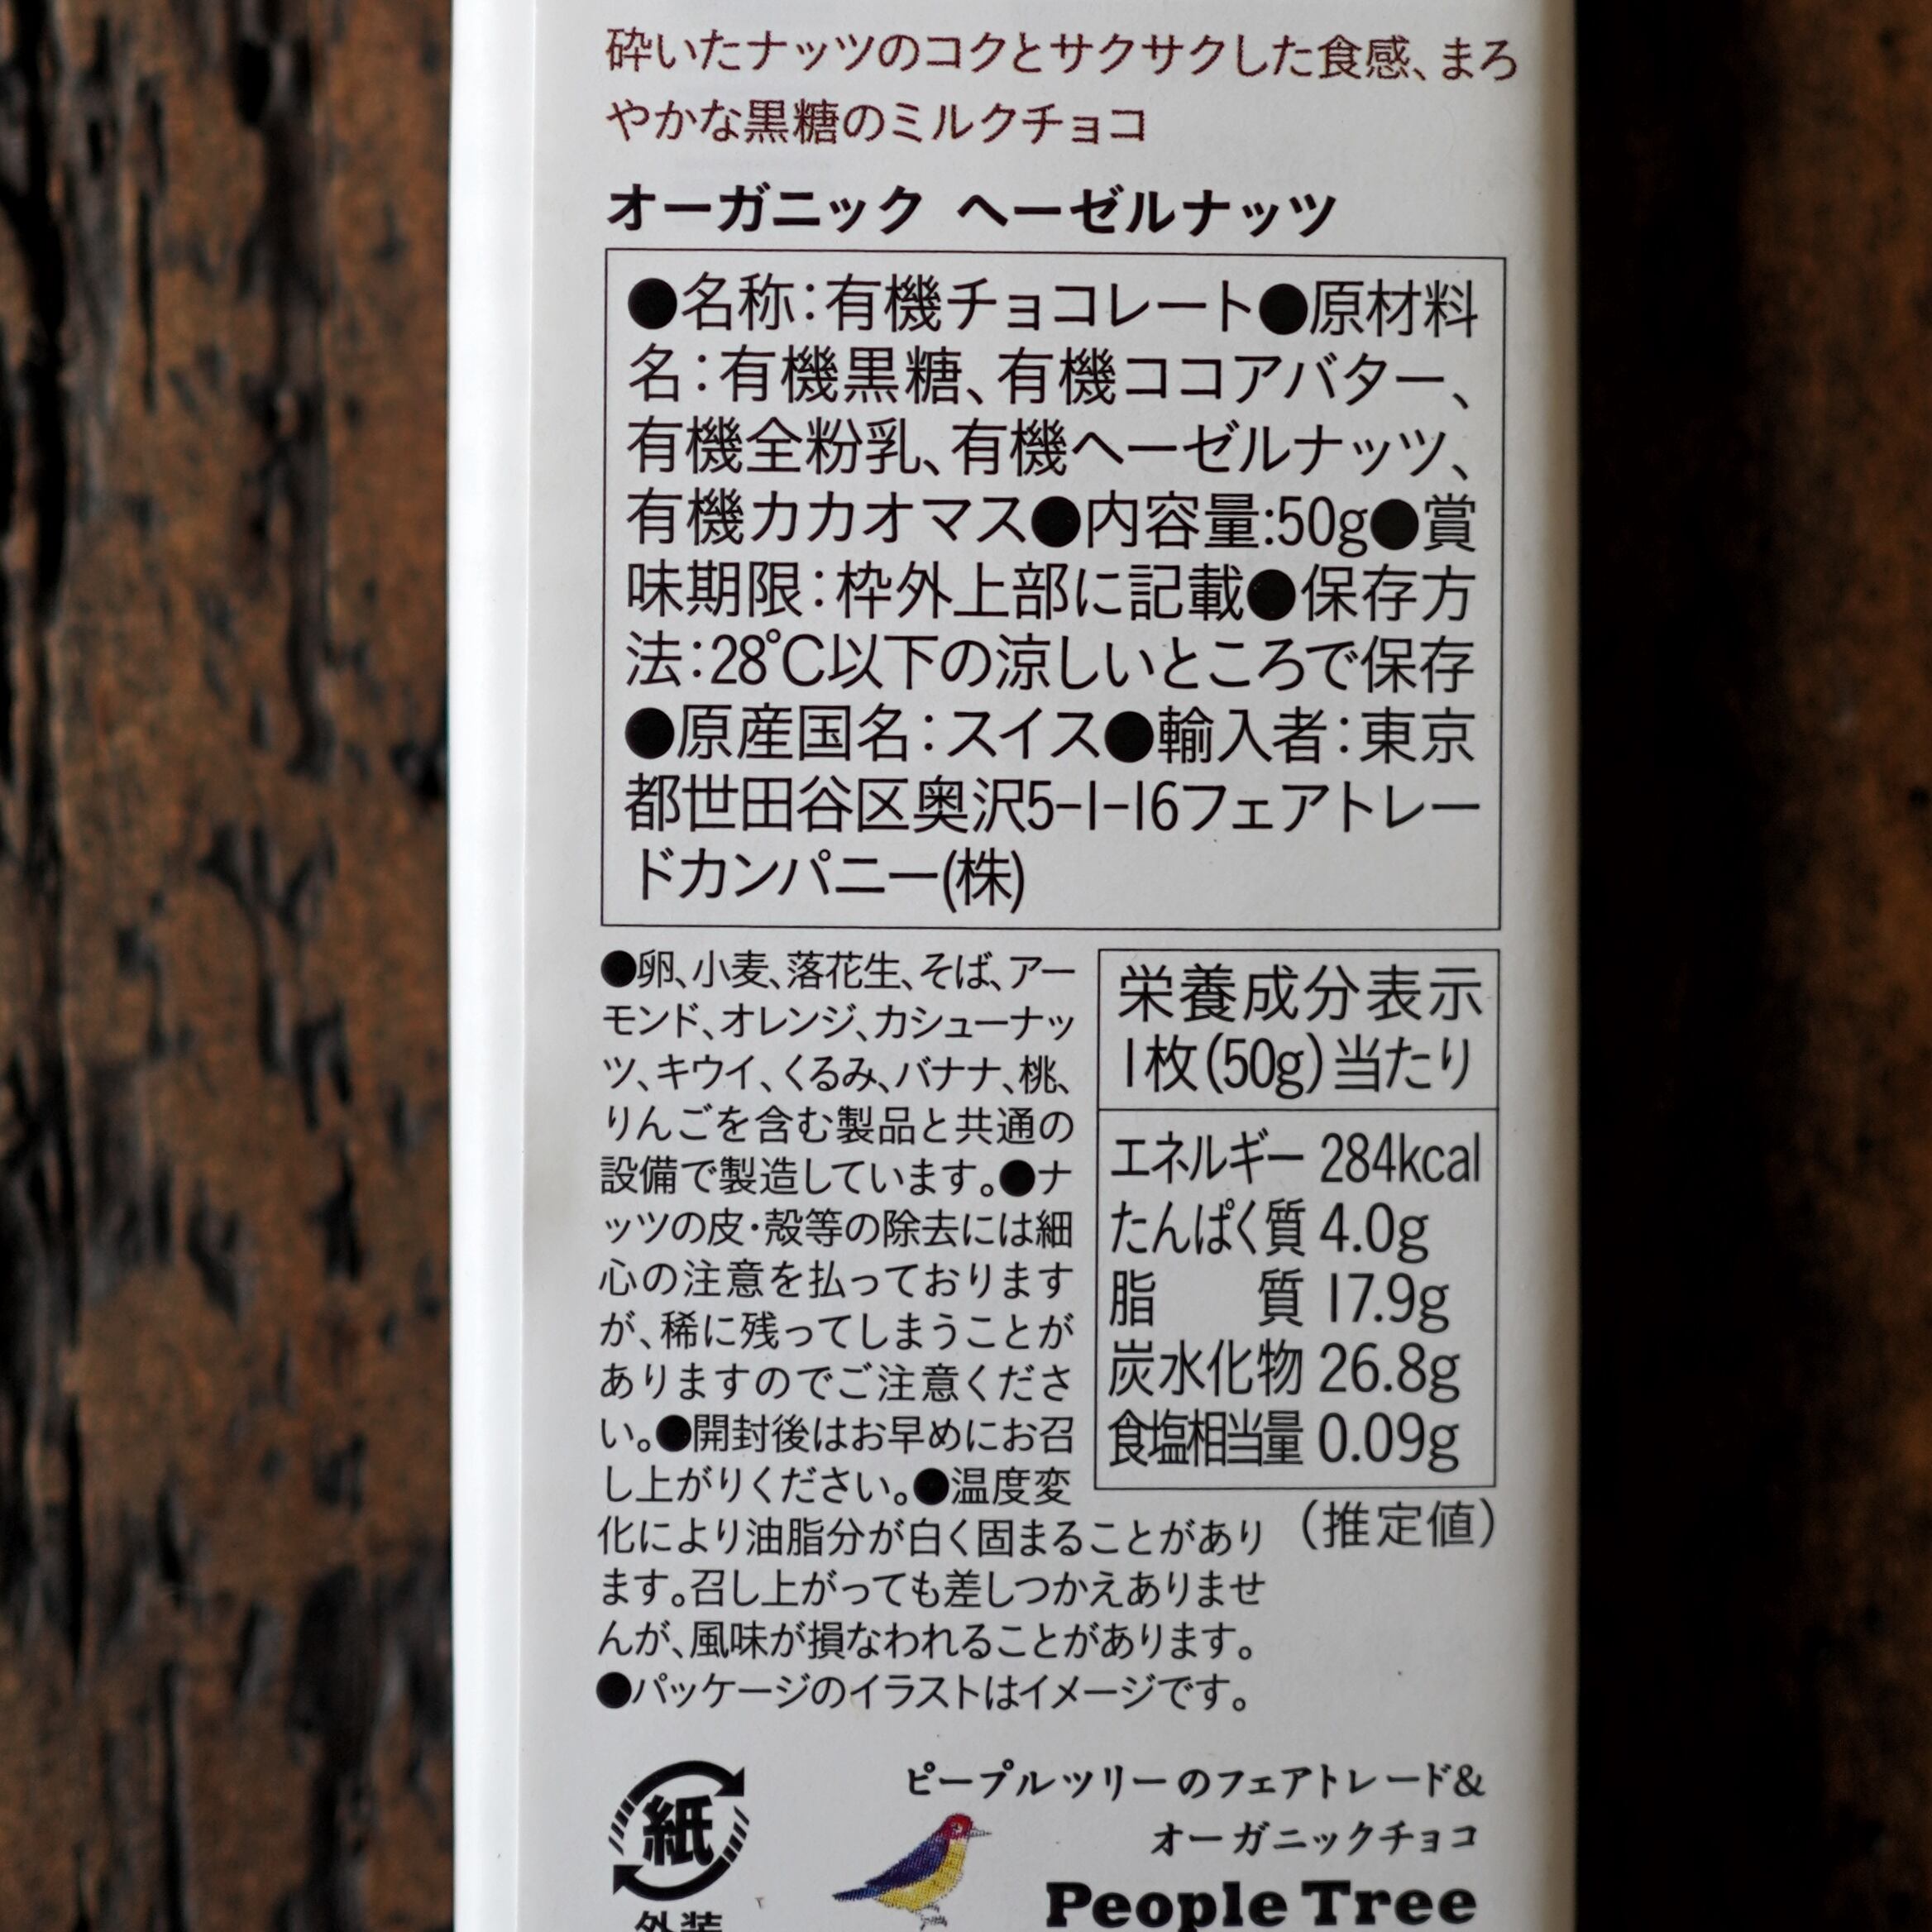 砕いたナッツのコクとサクサクした食感、まろ
やかな黒糖のミルクチョコ
オーガニック ヘーゼルナッツ
●名称：有機チョコレート●原材料
名：有機黒糖、有機ココアバター、
有機全粉乳、有機ヘーゼルナッツ、
有機カカオマス●内容量:50g●賞
味期限：枠外上部に記載●保存方
法：28℃以下の涼しいところで保存
●原産国名：スイス●輸入者：東京
都世田谷区奥沢5-1-16フェアトレー
ドカンパニー(株)
●卵、小麦、落花生、そば、アー
モンド、オレンジ、カシューナッ
ツ、キウイ、くるみ、バナナ、桃、
りんごを含む製品と共通の
設備で製造しています。●ナ
ッツの皮・殻等の除去には細
心の注意を払っております
が、稀に残ってしまうことが
ありますのでご注意くださ
い。●開封後はお早めにお召
し上がりください。●温度変
化により油脂分が白く固まることがあり
ます。召し上がっても差しつかえありませ
んが、風味が損なわれることがあります。
●パッケージのイラストはイメージです。
栄養成分表示
1枚(50g)当たり
エネルギー 284kcal
たんぱく質 4.0g
脂 質 17.9g
炭水化物 26.8g
食塩相当量 0.09g
(推定値)
紙
外装
ピープルツリーのフェアトレード&
オーガニックチョコ
People Tree